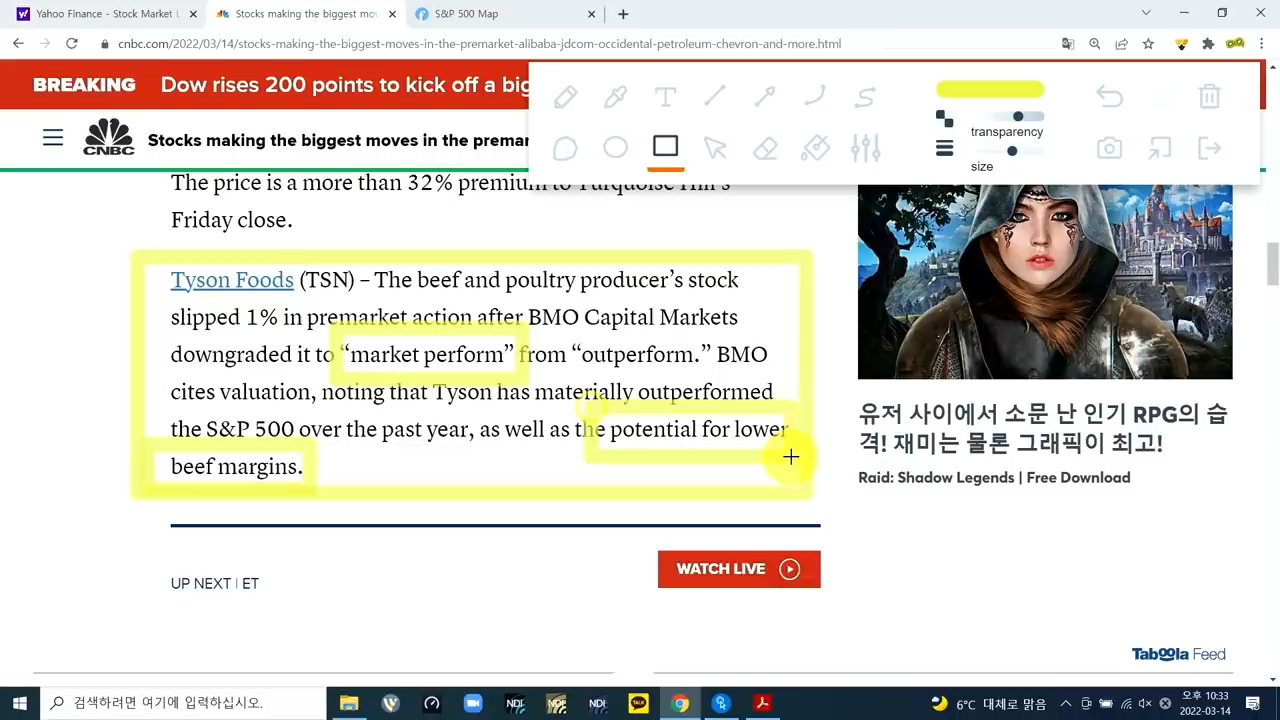 Yahoo Finance - Stock Market L
Stocks making the biggest move
S&P 500 Map
cnbc.com/2022/03/14/stocks-making-the-biggest-moves-in-the-premarket-alibaba-jdcom-occidental-petroleum-chevron-and-more.html
BREAKING Dow rises 200 points to kick off a big
CNBC
Stocks making the biggest moves in the premar
transparency
size
The price is a more than 32% premium to Turquoise Hill's
Friday close.
Tyson Foods (TSN) – The beef and poultry producer’s stock
slipped 1% in premarket action after BMO Capital Markets
downgraded it to “market perform” from “outperform.” BMO
cites valuation, noting that Tyson has materially outperformed
the S&P 500 over the past year, as well as the potential for lower
beef margins.
유저 사이에서 소문 난 인기 RPG의 습
격! 재미는 물론 그래픽이 최고!
Raid: Shadow Legends | Free Download
WATCH LIVE
UP NEXT | ET
Taboola Feed
검색하려면 여기에 입력하십시오.
NDI
NDI
NDI
TALK
6°C 대체로 맑음
오후 10:33
2022-03-14